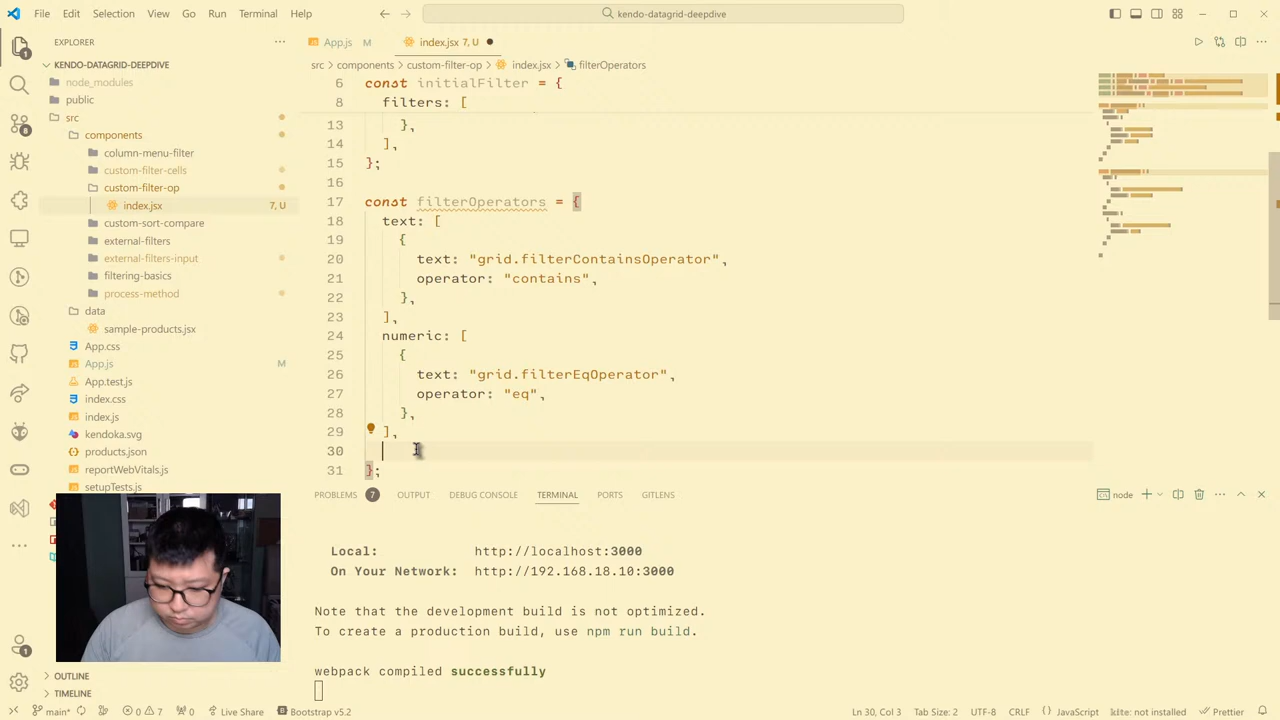 File Edit Selection View Go Run Terminal Help
kendo-datagrid-deepdive
EXPLORER
KENDO-DATAGRID-DEEPDIVE
node_modules
public
src
components
column-menu-filter
custom-filter-cells
custom-filter-op
index.jsx 7, U
custom-sort-compare
external-filters
external-filters-input
filtering-basics
process-method
data
sample-products.jsx
App.css
App.js M
App.test.js
index.css
index.js
kendoka.svg
products.json
reportWebVitals.js
setupTests.js
OUTLINE
TIMELINE
App.js M index.jsx 7, U
src components custom-filter-op index.jsx filterOperators
6 const initialFilter = {
8 filters: [
13 },
14 ],
15 };
16
17 const filterOperators = {
18 text: [
19 {
20 text: "grid.filterContainsOperator",
21 operator: "contains",
22 },
23 ],
24 numeric: [
25 {
26 text: "grid.filterEqOperator",
27 operator: "eq",
28 },
29 ],
30
31 };
PROBLEMS 7 OUTPUT DEBUG CONSOLE TERMINAL PORTS GITLENS
node
Local: http://localhost:3000
On Your Network: http://192.168.18.10:3000
Note that the development build is not optimized.
To create a production build, use npm run build.
webpack compiled successfully
main* 0 7 0 Live Share Bootstrap v5.2 Ln 30, Col 3 Tab Size: 2 UTF-8 CRLF {} JavaScript not installed Prettier